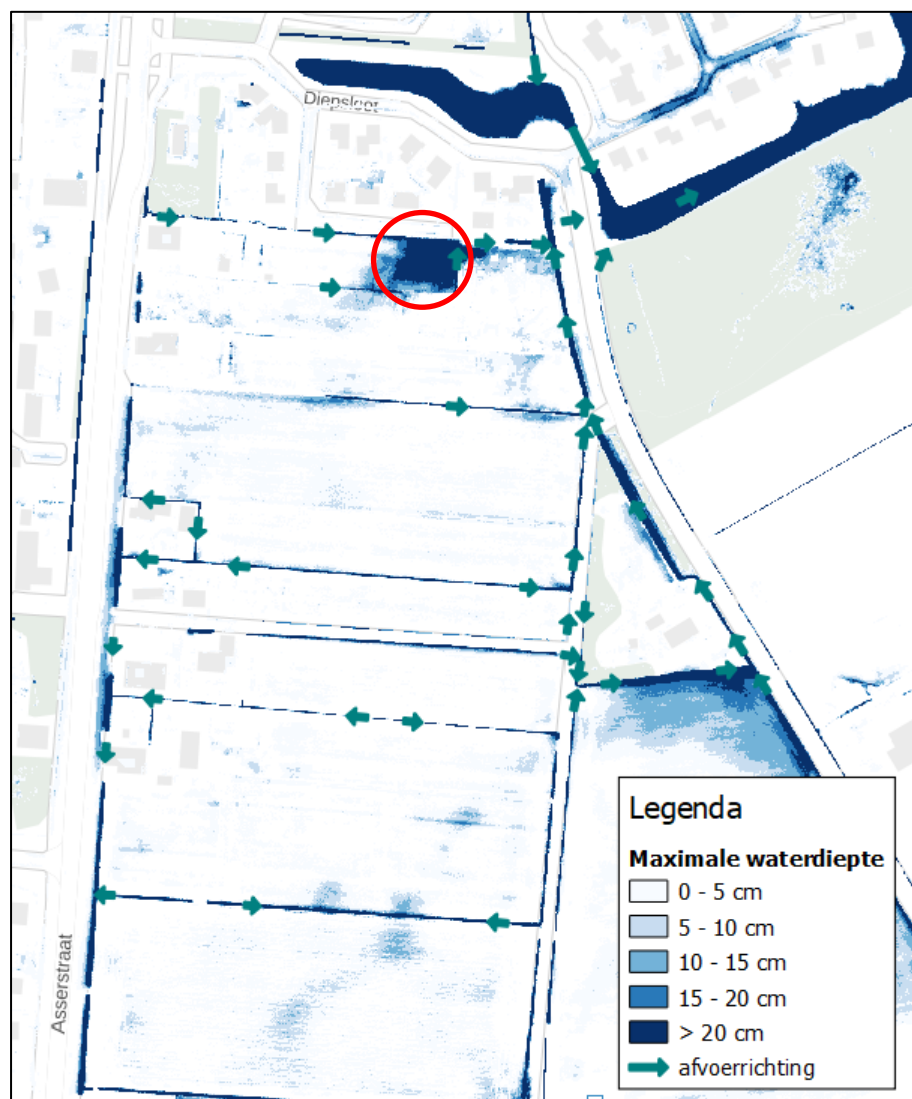 Diepsloot
Asserstraat
Legenda
Maximale waterdiepte
0 - 5 cm
5 - 10 cm
10 - 15 cm
15 - 20 cm
> 20 cm
afvoerrichting